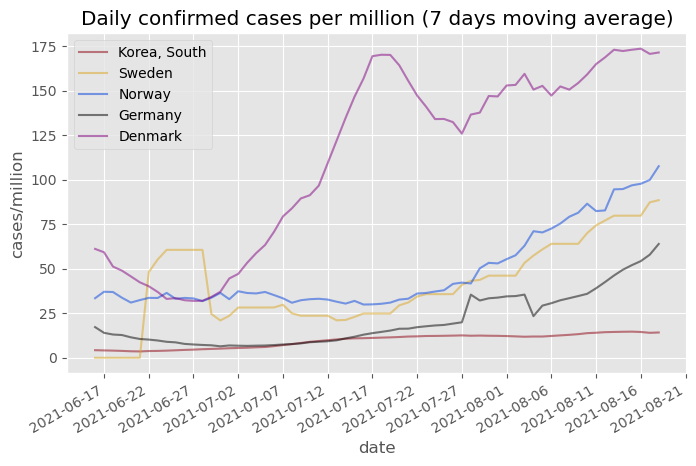 Daily confirmed cases per million (7 days moving average)
175
150
125
100
75
50
25
0
cases/million
Korea, South
Sweden
Norway
Germany
Denmark
2021-06-17
2021-06-22
2021-06-27
2021-07-02
2021-07-07
2021-07-12
2021-07-17
2021-07-22
2021-07-27
2021-08-01
2021-08-06
2021-08-11
2021-08-16
2021-08-21
date